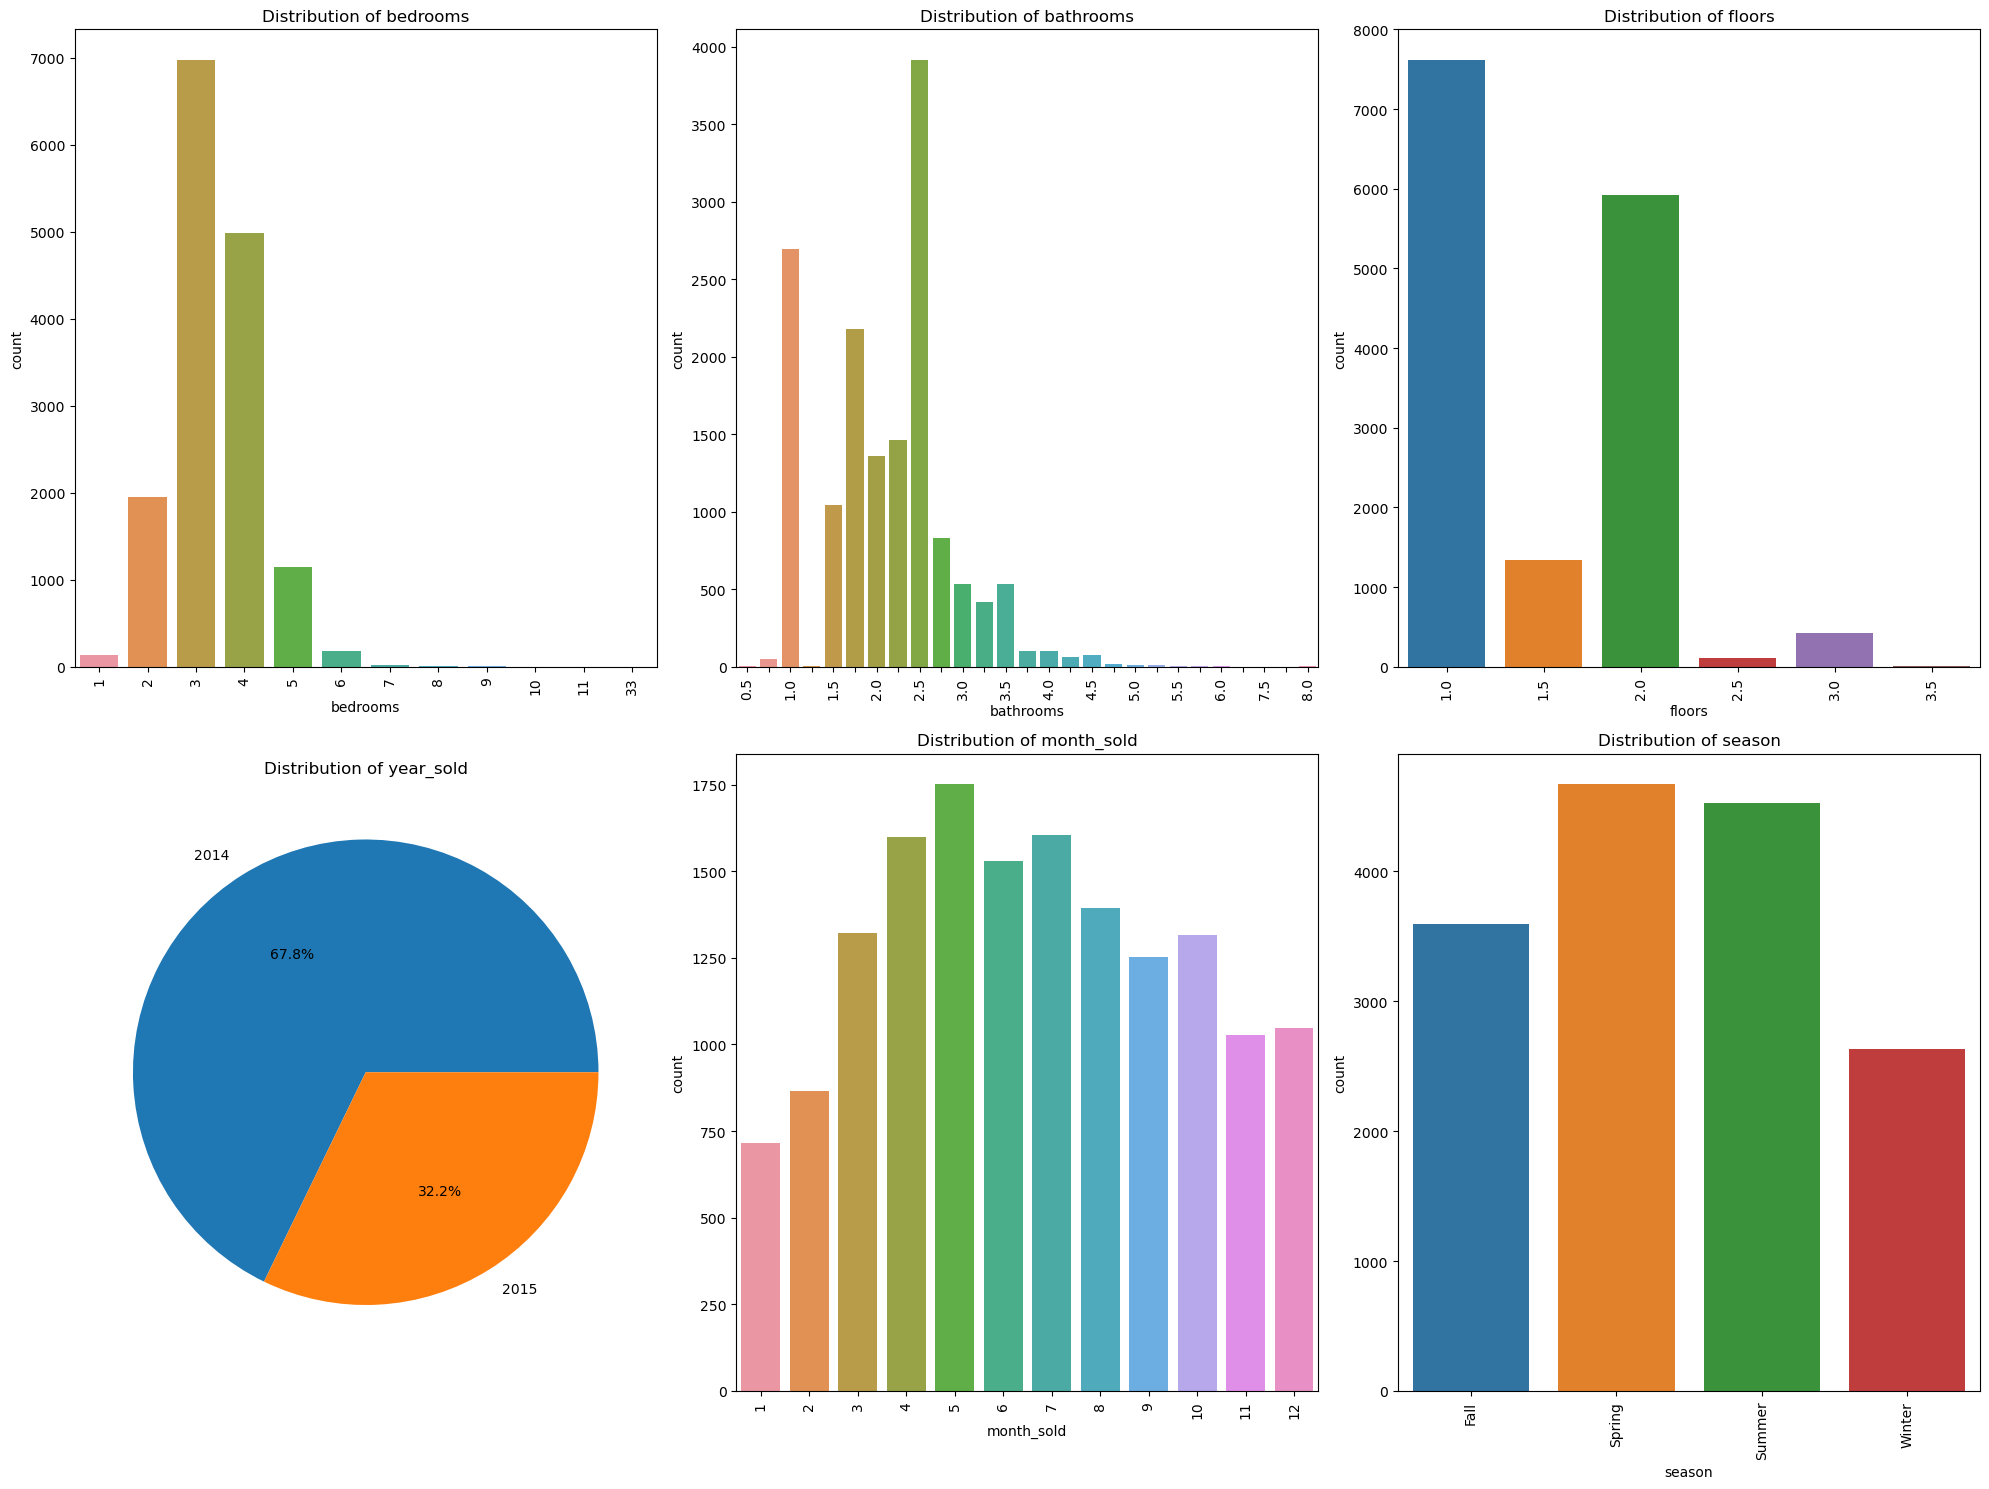 Distribution of bedrooms
7000
6000
5000
4000
3000
2000
1000
0
count
1 2 3 4 5 6 7 8 9 10 11 33
bedrooms
Distribution of bathrooms
4000
3500
3000
2500
2000
1500
1000
500
0
count
0.5 1.0 1.5 2.0 2.5 3.0 3.5 4.0 4.5 5.0 5.5 6.0 7.5 8.0
bathrooms
Distribution of floors
8000
7000
6000
5000
4000
3000
2000
1000
0
count
1.0 1.5 2.0 2.5 3.0 3.5
floors
Distribution of year_sold
2014
67.8%
32.2%
2015
Distribution of month_sold
1750
1500
1250
1000
750
500
250
0
count
1 2 3 4 5 6 7 8 9 10 11 12
month_sold
Distribution of season
4000
3000
2000
1000
0
count
Fall Spring Summer Winter
season